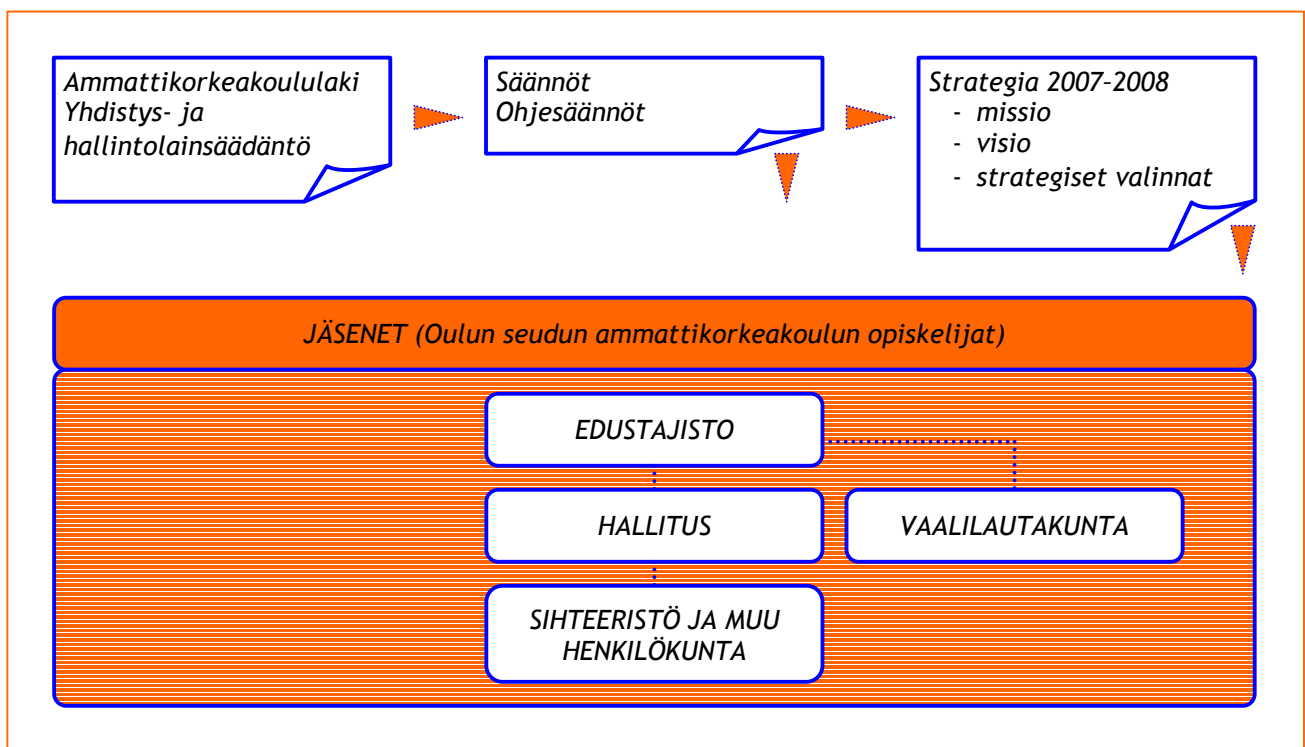 Ammattikorkeakoululaki
Yhdistys- ja
hallintolainsäädäntö
Säännöt
Ohjesäännöt
Strategia 2007–2008
- missio
- visio
- strategiset valinnat
JÄSENET (Oulun seudun ammattikorkeakoulun opiskelijat)
EDUSTAJISTO
HALLITUS
VAALILAUTAKUNTA
SIHTEERISTÖ JA MUU
HENKILÖKUNTA